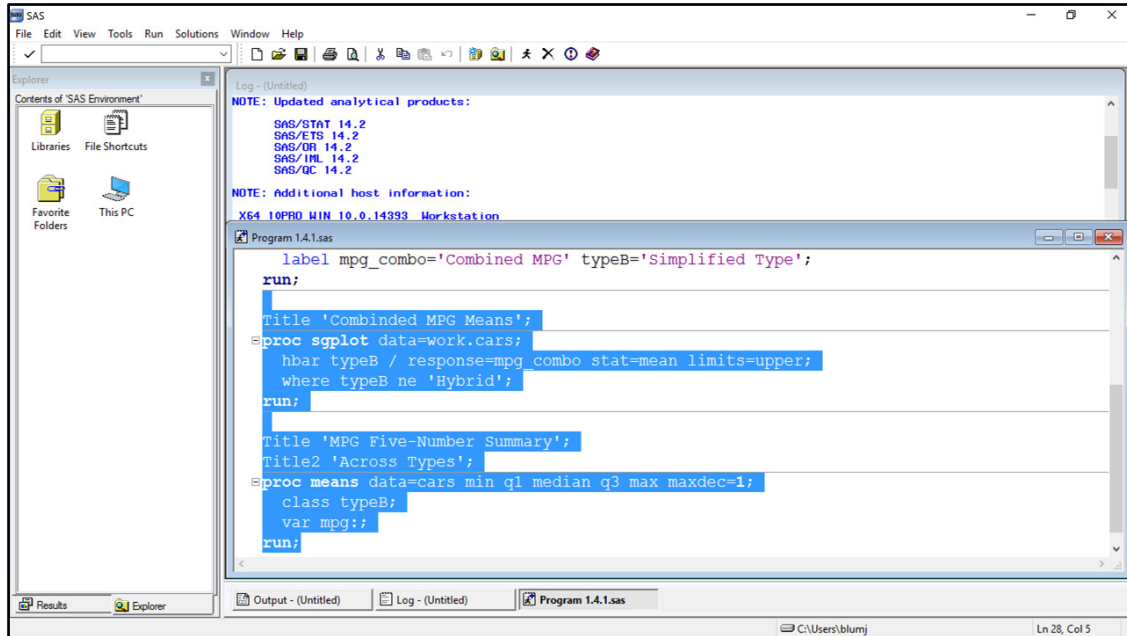 SAS
File Edit View Tools Run Solutions Window Help
Explorer
Contents of 'SAS Environment'
Libraries
File Shortcuts
Favorite
Folders
This PC
Log - (Untitled)
NOTE: Updated analytical products:
SAS/STAT 14.2
SAS/ETS 14.2
SAS/OR 14.2
SAS/IML 14.2
SAS/QC 14.2
NOTE: Additional host information:
X64_10PRO WIN 10.0.14393 Workstation
Program 1.4.1.sas
label mpg_combo='Combined MPG' typeB='Simplified Type';
run;
Title 'Combinded MPG Means';
proc sgplot data=work.cars;
hbar typeB / response=mpg_combo stat=mean limits=upper;
where typeB ne 'Hybrid';
run;
Title 'MPG Five-Number Summary';
Title2 'Across Types';
proc means data=cars min q1 median q3 max maxdec=1;
class typeB;
var mpg:;
run;
Results
Explorer
Output - (Untitled)
Log - (Untitled)
Program 1.4.1.sas
C:\Users\blumj
Ln 28, Col 5